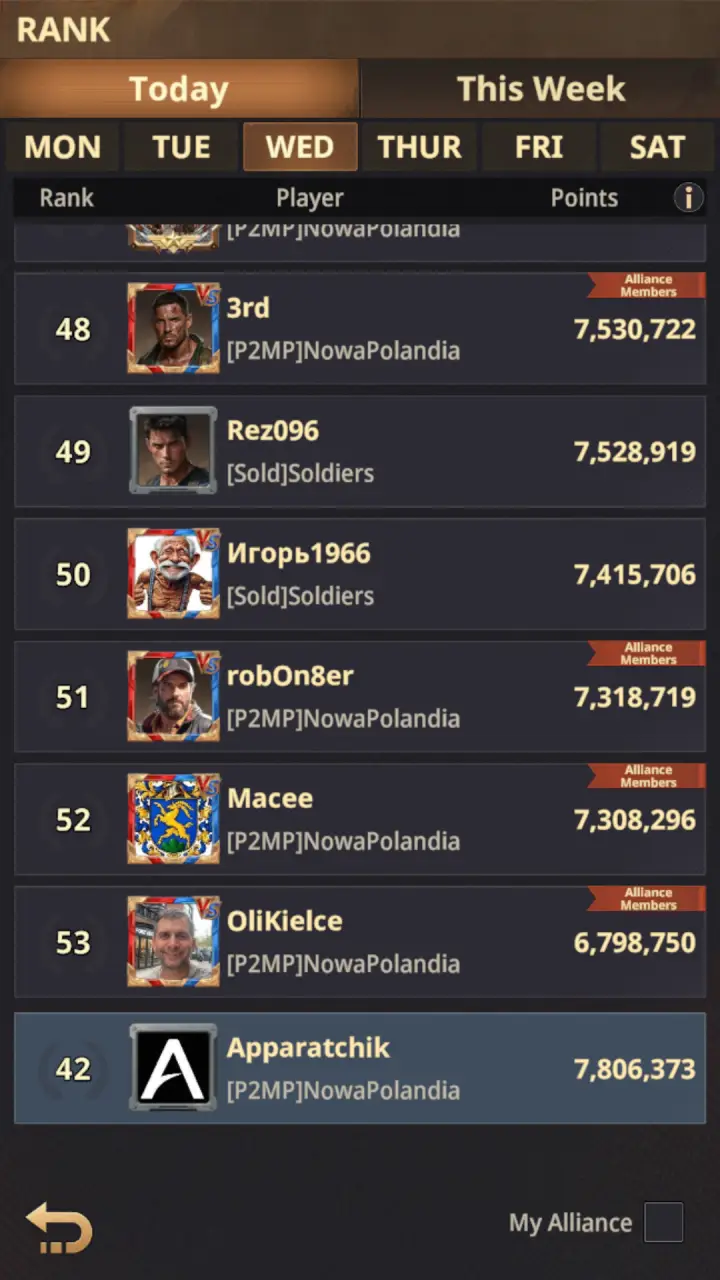 RANK
Today
This Week
MON TUE WED THUR FRI SAT
Rank Player Points
[P2MP]NowaPolandia
Alliance
Members
48 3rd 7,530,722
[P2MP]NowaPolandia
49 Rez096 7,528,919
[Sold]Soldiers
50 Игорь1966 7,415,706
[Sold]Soldiers
Alliance
Members
51 robOn8er 7,318,719
[P2MP]NowaPolandia
Alliance
Members
52 Macee 7,308,296
[P2MP]NowaPolandia
Alliance
Members
53 OliKielce 6,798,750
[P2MP]NowaPolandia
42 Apparatchik 7,806,373
[P2MP]NowaPolandia
My Alliance